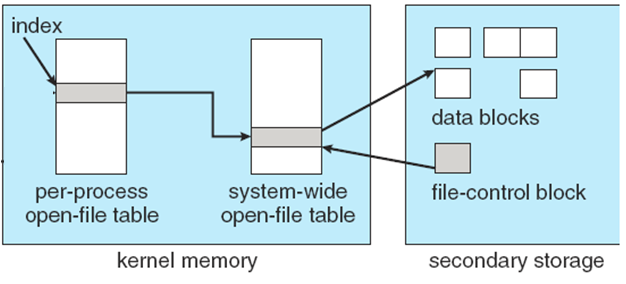 index
per-process
open-file table
system-wide
open-file table
data blocks
file-control block
kernel memory
secondary storage